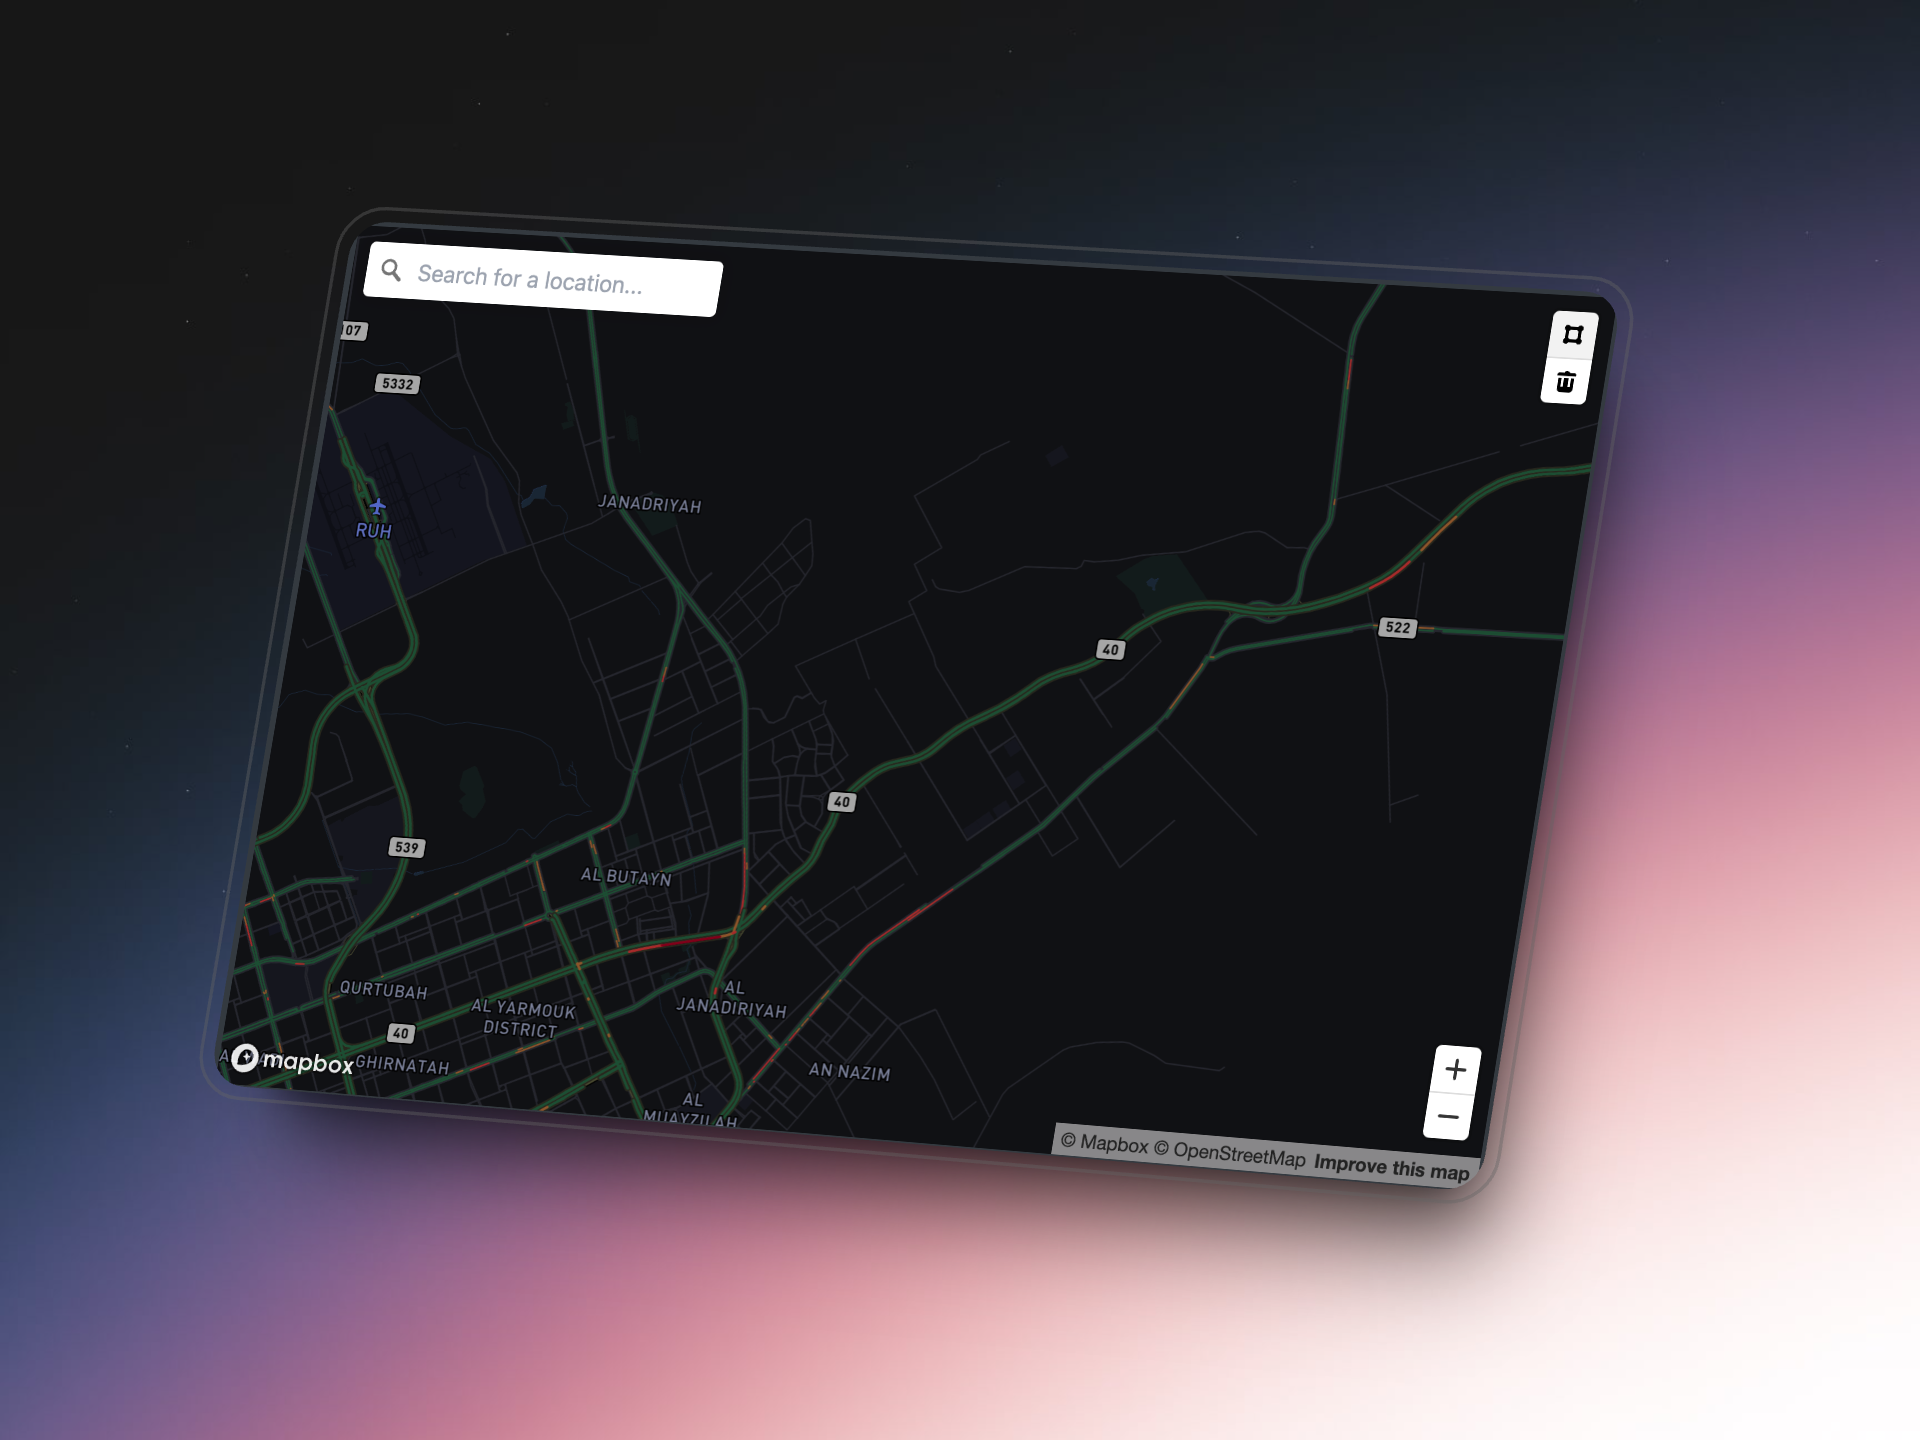 Search for a location...
07
5332
JANADRIYAH
RUH
522
40
40
539
AL BUTAYN
QURTUBAH
AL YARMOUK
DISTRICT
AL
JANADIRIYAH
40
mapbox
GHIRNATAH
AN NAZIM
AL
MUAYZILAH
© Mapbox © OpenStreetMap Improve this map